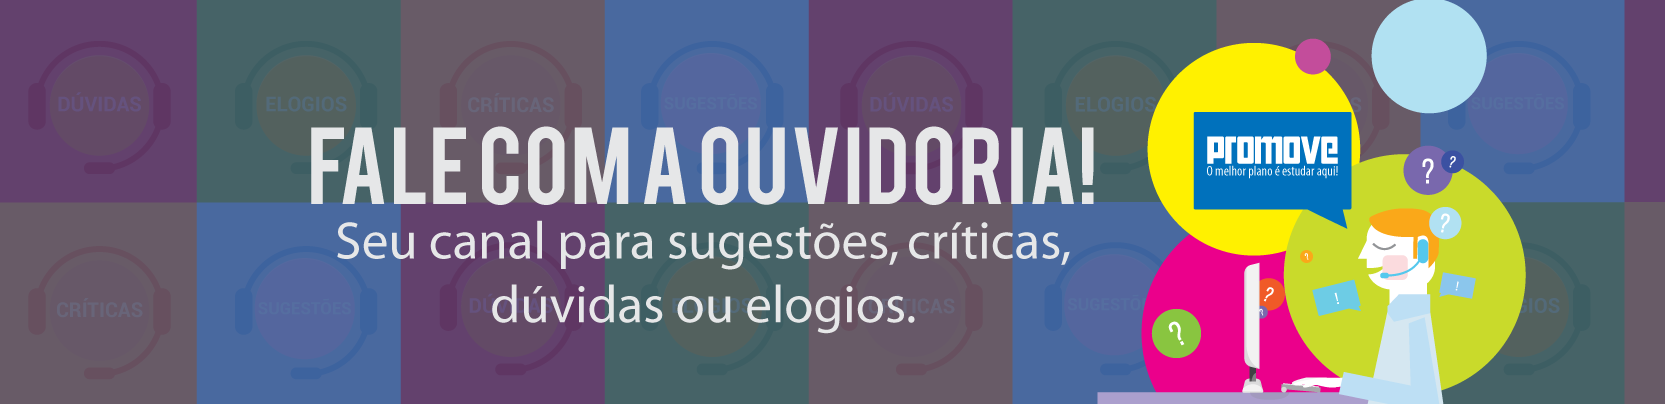 DÚVIDAS
ELOGIOS
CRÍTICAS
SUGESTÕES
DÚVIDAS
ELOGIOS
SUGESTÕES
FALE COM A OUVIDORIA!
Seu canal para sugestões, críticas,
dúvidas ou elogios.
promove
O melhor plano é estudar aqui!
?
?
?
?
?
?
?
!
!
CRÍTICAS
SUGESTÕES